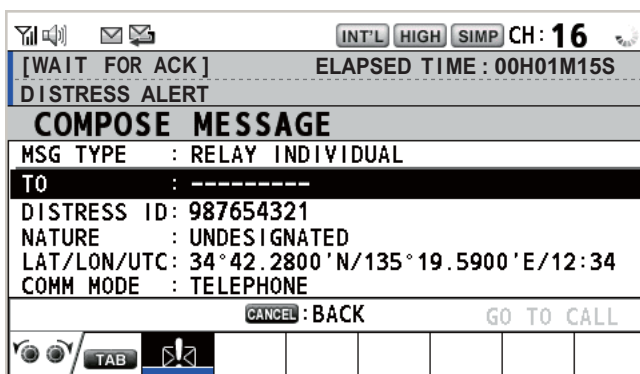 INT'L HIGH SIMP CH : 16
[WAIT FOR ACK] ELAPSED TIME : 00H01M15S
DISTRESS ALERT
COMPOSE MESSAGE
MSG TYPE : RELAY INDIVIDUAL
TO : ---------
DISTRESS ID: 987654321
NATURE : UNDESIGNATED
LAT/LON/UTC: 34°42.2800'N/135°19.5900'E/12:34
COMM MODE : TELEPHONE
CANCEL : BACK GO TO CALL
TAB